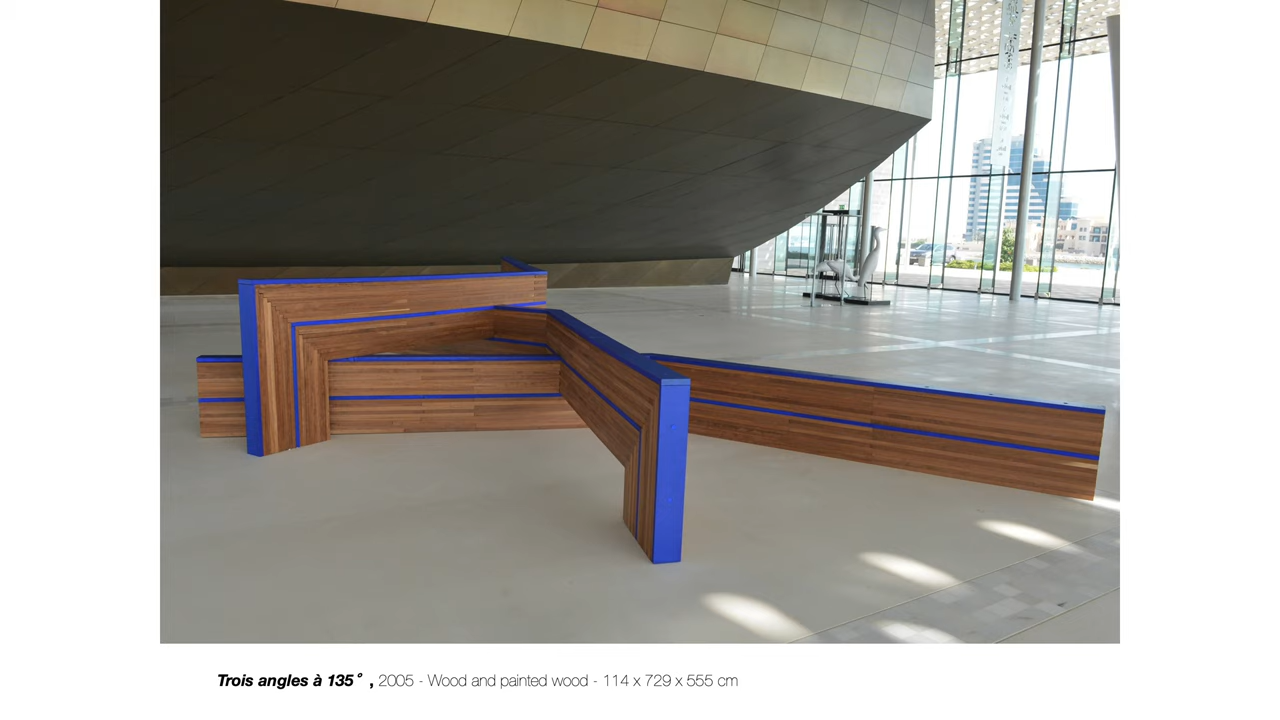 Trois angles à 135°, 2005 - Wood and painted wood - 114 x 729 x 555 cm